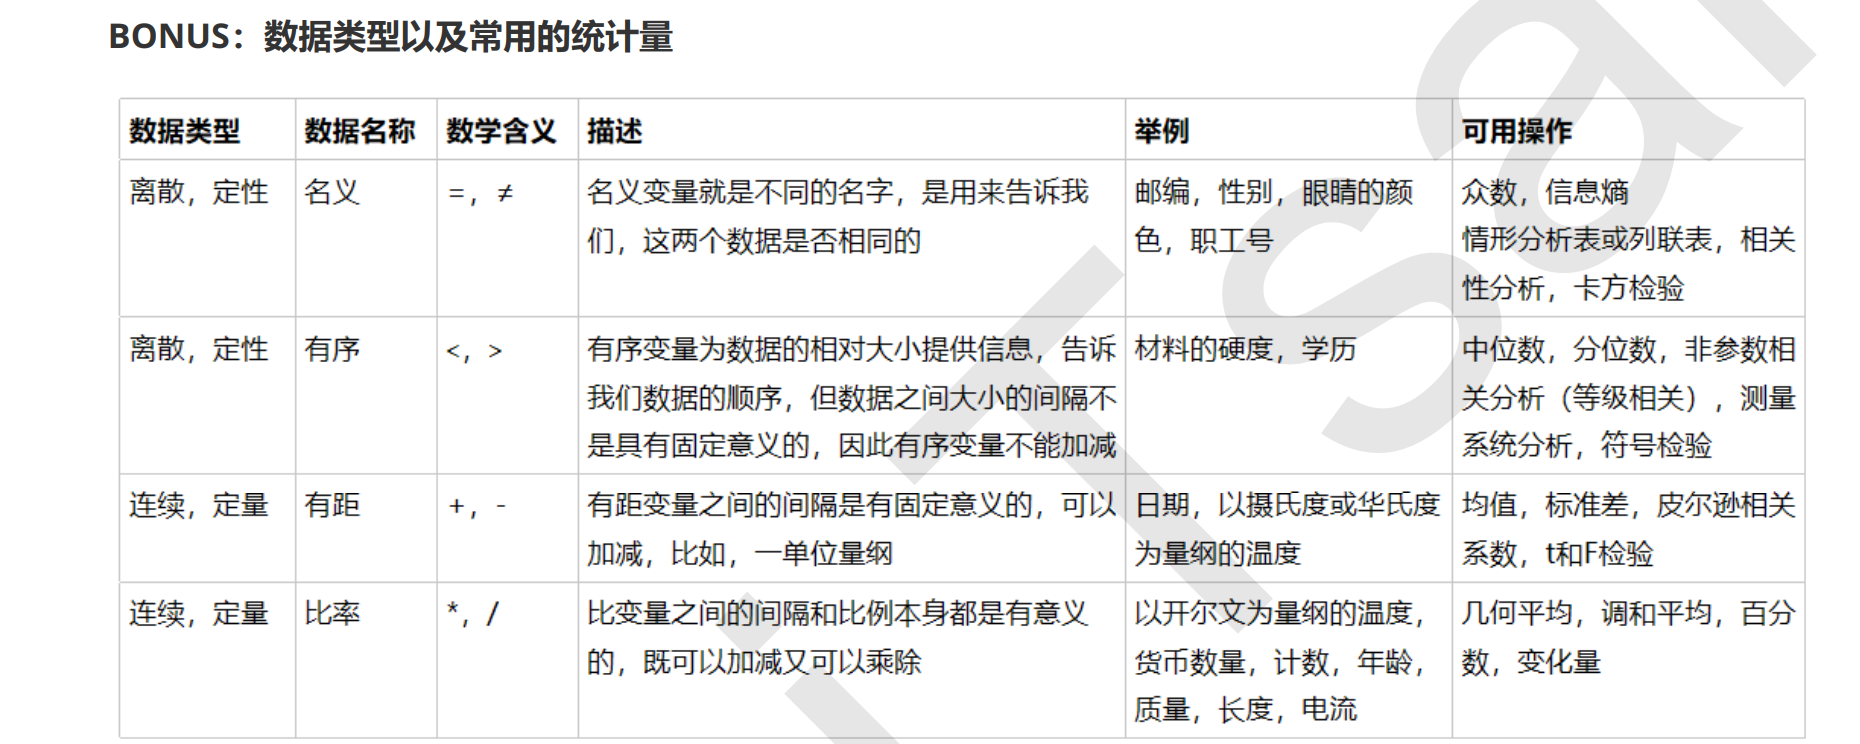 BONUS：数据类型以及常用的统计量
数据类型 数据名称 数学含义 描述 举例 可用操作
离散，定性 名义 =，≠ 名义变量就是不同的名字，是用来告诉我 邮编，性别，眼睛的颜 众数，信息熵
们，这两个数据是否相同的 色，职工号 情形分析表或列联表，相关
性分析，卡方检验
离散，定性 有序 <，> 有序变量为数据的相对大小提供信息，告诉 材料的硬度，学历 中位数，分位数，非参数相
我们数据的顺序，但数据之间大小的间隔不 关分析（等级相关），测量
是具有固定意义的，因此有序变量不能加减 系统分析，符号检验
连续，定量 有距 +，- 有距变量之间的间隔是有固定意义的，可以 日期，以摄氏度或华氏度 均值，标准差，皮尔逊相关
加减，比如，一单位量纲 为量纲的温度 系数，t和F检验
连续，定量 比率 *，/ 比变量之间的间隔和比例本身都是有意义 以开尔文为量纲的温度， 几何平均，调和平均，百分
的，既可以加减又可以乘除 货币数量，计数，年龄， 数，变化量
质量，长度，电流